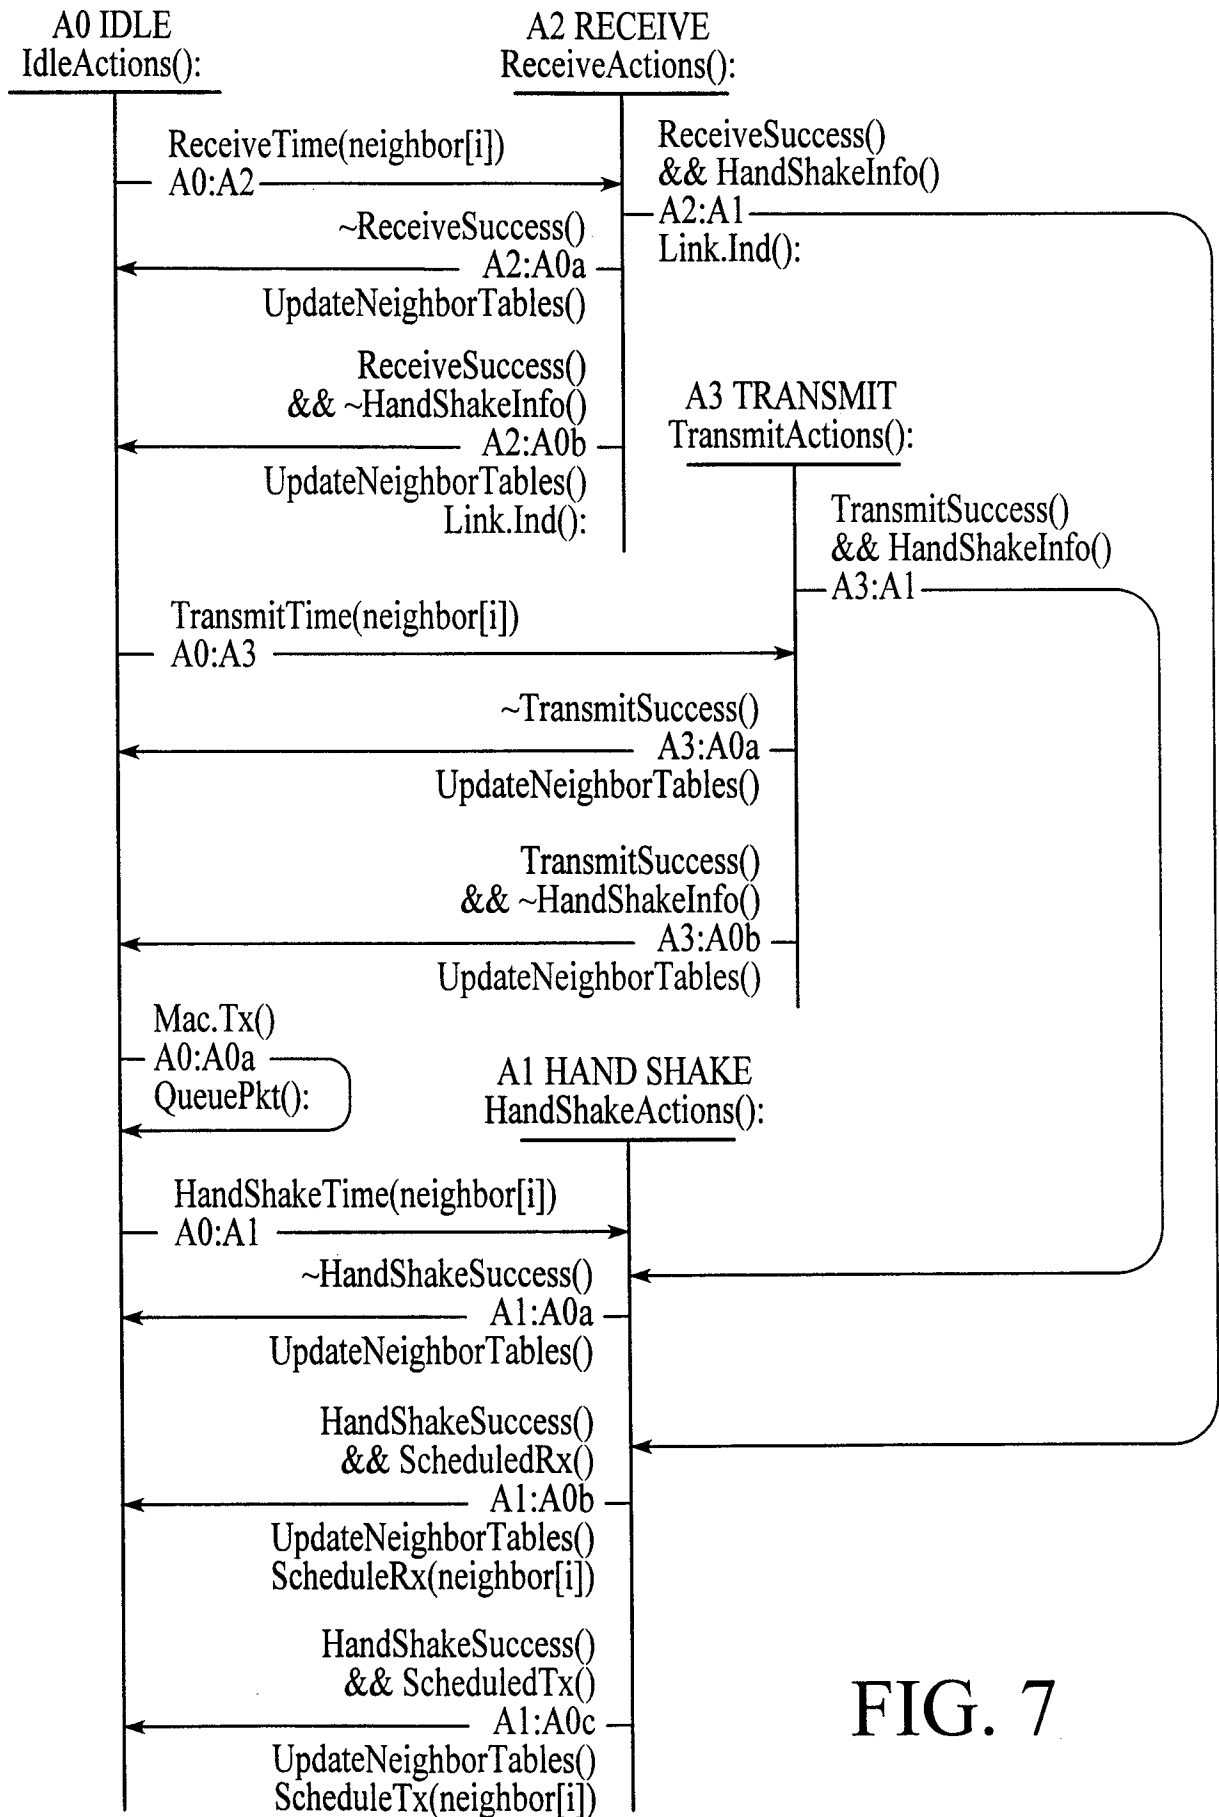 A0 IDLE
IdleActions():
A2 RECEIVE
ReceiveActions():
ReceiveTime(neighbor[i])
A0:A2
ReceiveSuccess()
&& HandShakeInfo()
A2:A1
Link.Ind():
~ReceiveSuccess()
A2:A0a
UpdateNeighborTables()
ReceiveSuccess()
&& ~HandShakeInfo()
A2:A0b
UpdateNeighborTables()
Link.Ind():
A3 TRANSMIT
TransmitActions():
TransmitSuccess()
&& HandShakeInfo()
A3:A1
TransmitTime(neighbor[i])
A0:A3
~TransmitSuccess()
A3:A0a
UpdateNeighborTables()
TransmitSuccess()
&& ~HandShakeInfo()
A3:A0b
UpdateNeighborTables()
Mac.Tx()
A0:A0a
QueuePkt():
A1 HAND SHAKE
HandShakeActions():
HandShakeTime(neighbor[i])
A0:A1
~HandShakeSuccess()
A1:A0a
UpdateNeighborTables()
HandShakeSuccess()
&& ScheduledRx()
A1:A0b
UpdateNeighborTables()
ScheduleRx(neighbor[i])
HandShakeSuccess()
&& ScheduledTx()
A1:A0c
UpdateNeighborTables()
ScheduleTx(neighbor[i])
FIG. 7